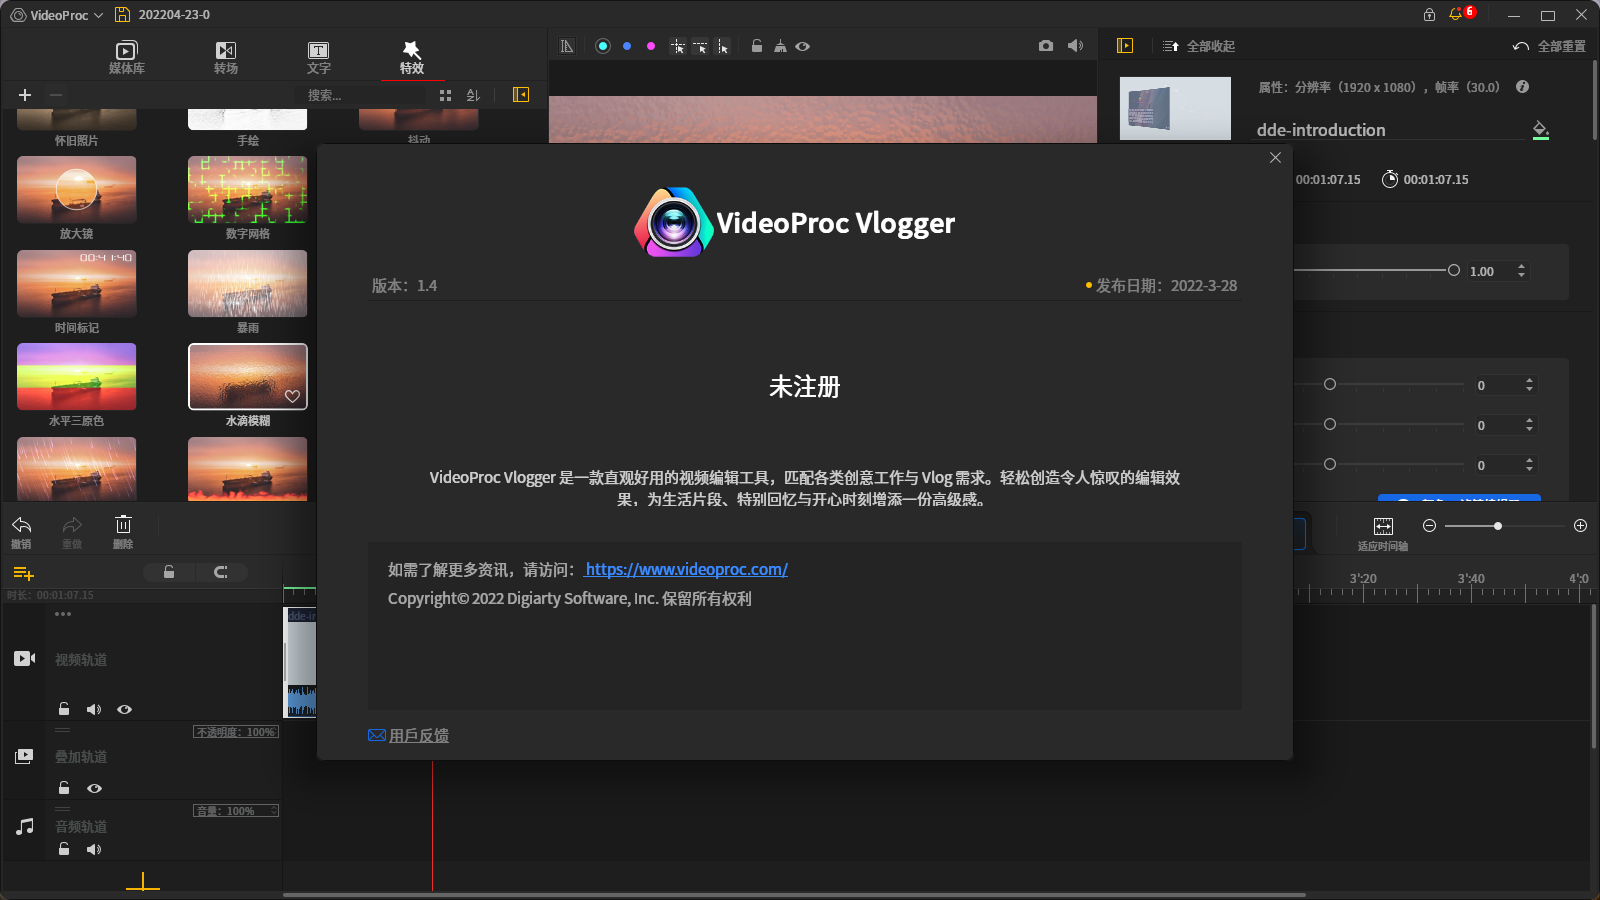 VideoProc
202204-23-0
6
媒体库
转场
文字
特效
全部收起
全部重置
搜索...
属性：分辨率（1920 x 1080），帧率（30.0）
dde-introduction
00:01:07.15
00:01:07.15
怀旧照片
手绘
抖动
放大镜
数字网格
00:41:40
时间标记
暴雨
水平三原色
水滴模糊
1.00
0
0
0
VideoProc Vlogger
版本：1.4
发布日期：2022-3-28
未注册
VideoProc Vlogger 是一款直观好用的视频编辑工具，匹配各类创意工作与 Vlog 需求。轻松创造令人惊叹的编辑效
果，为生活片段、特别回忆与开心时刻增添一份高级感。
如需了解更多资讯，请访问：https://www.videoproc.com/
Copyright© 2022 Digiarty Software, Inc. 保留所有权利
用戶反馈
撤销
重做
删除
适应时间轴
时长：00:01:07.15
3'20
3'40
4'0
dde-in
视频轨道
不透明度：100%
叠加轨道
音量：100%
音频轨道